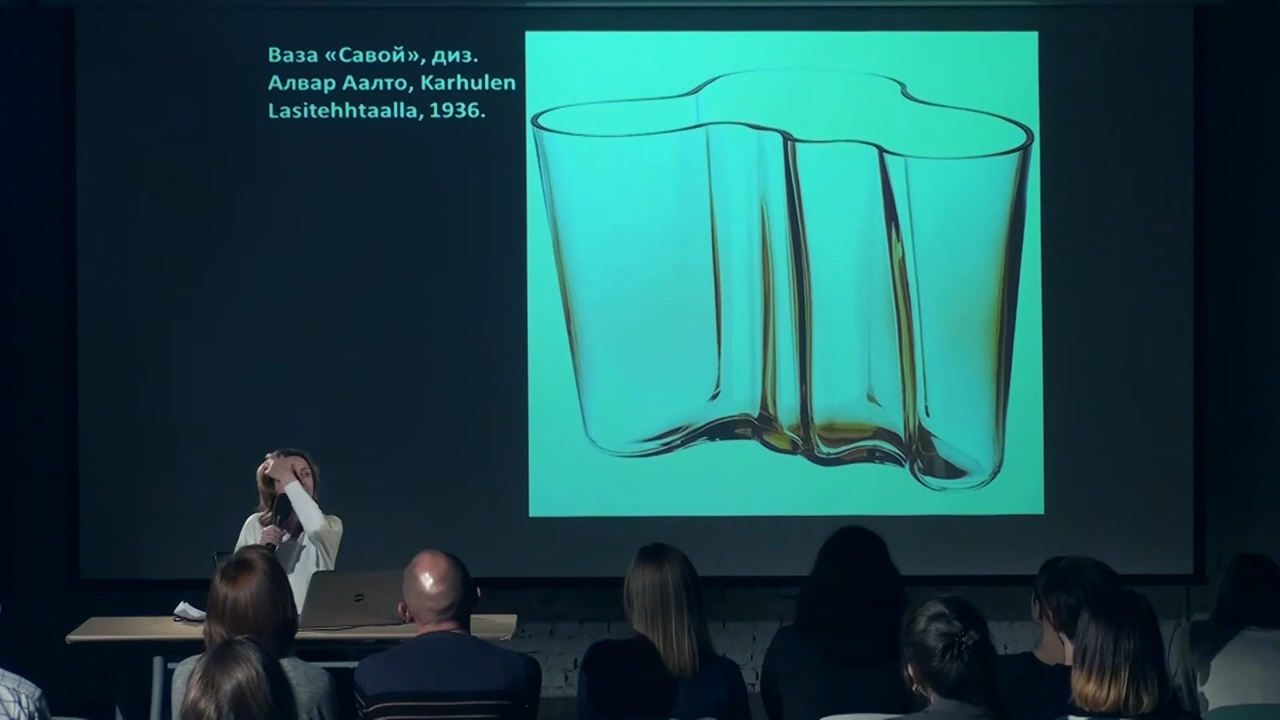 Ваза «Савой», диз.
Алвар Аалто, Karhulen
Lasitehhtaalla, 1936.